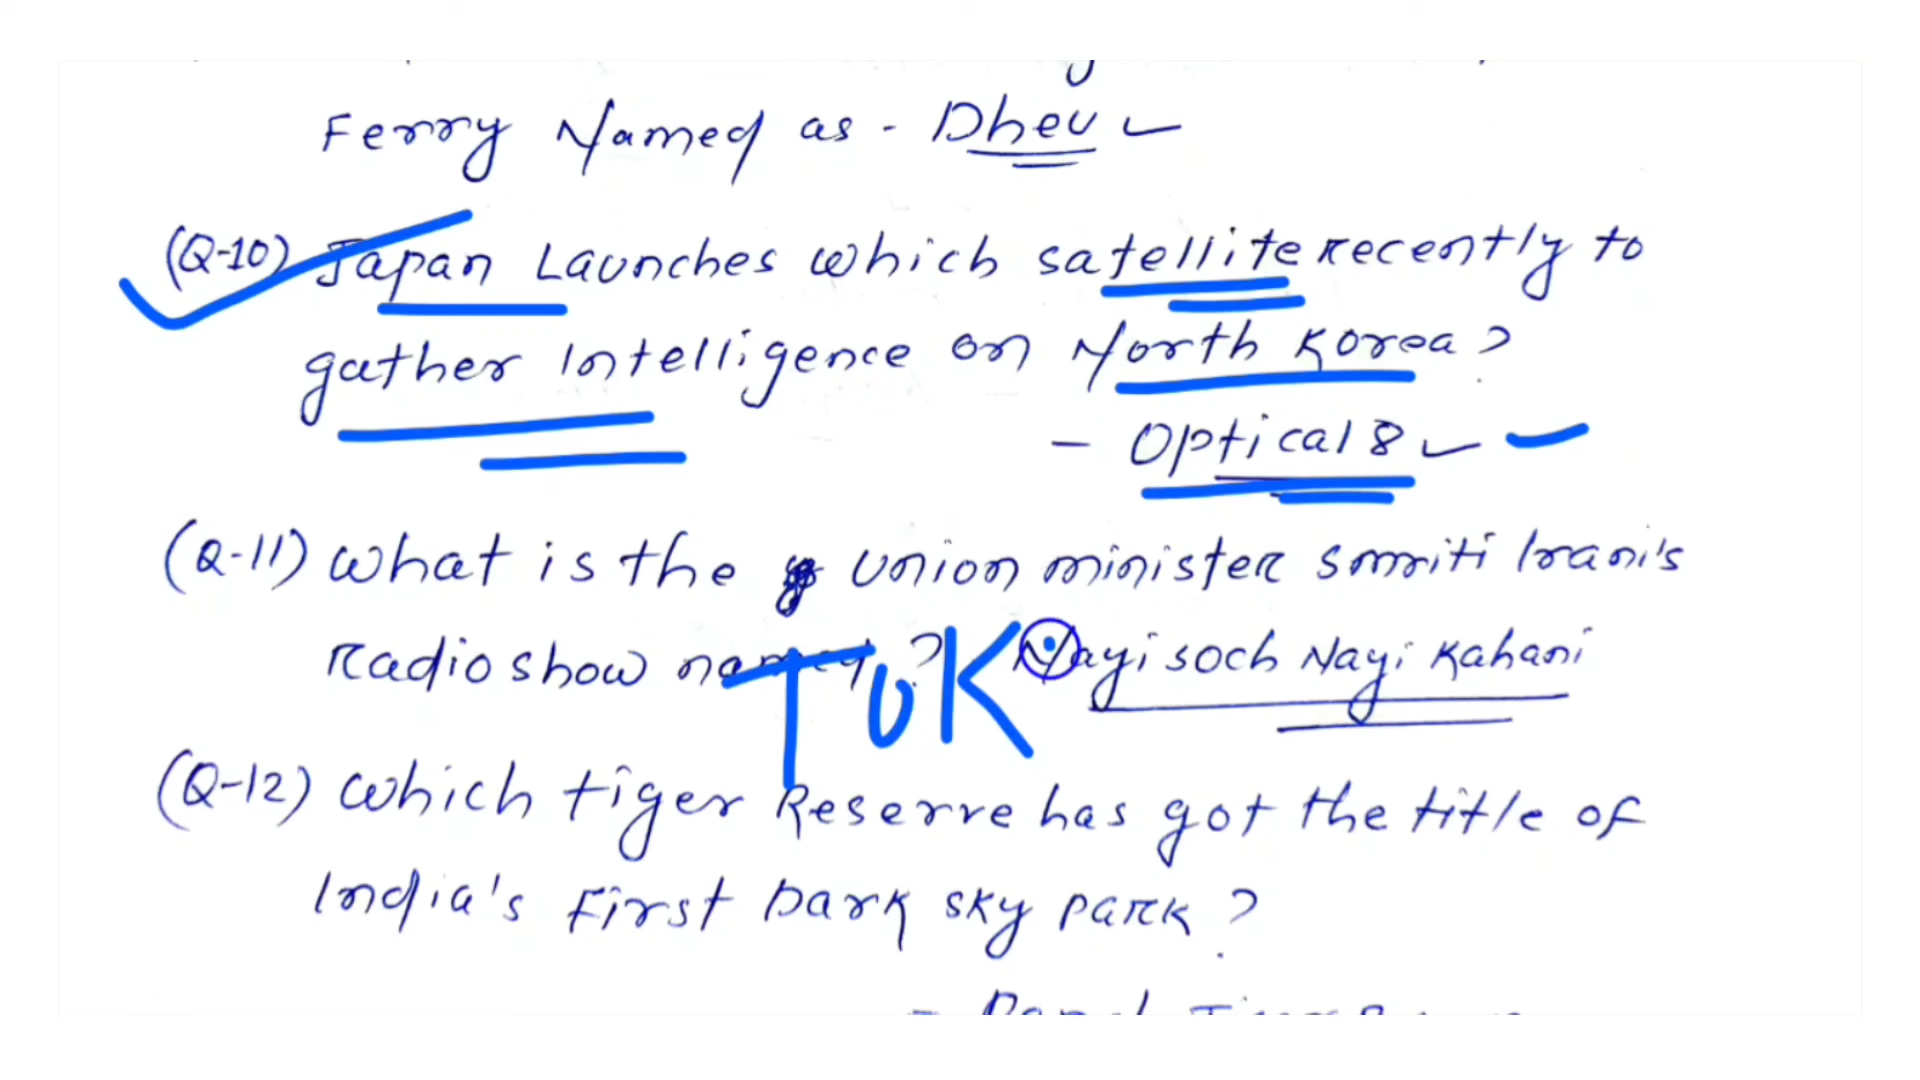 Ferry Named as - Dheu
(Q-10) Japan Launches which satellite recently to
gather Intelligence on North Korea?
- Optical 8
(Q-11) What is the Union minister Smriti Irani's
Radio show named? Nayi soch Nayi Kahani
TUK
(Q-12) Which tiger Reserve has got the title of
India's First Dark sky park?